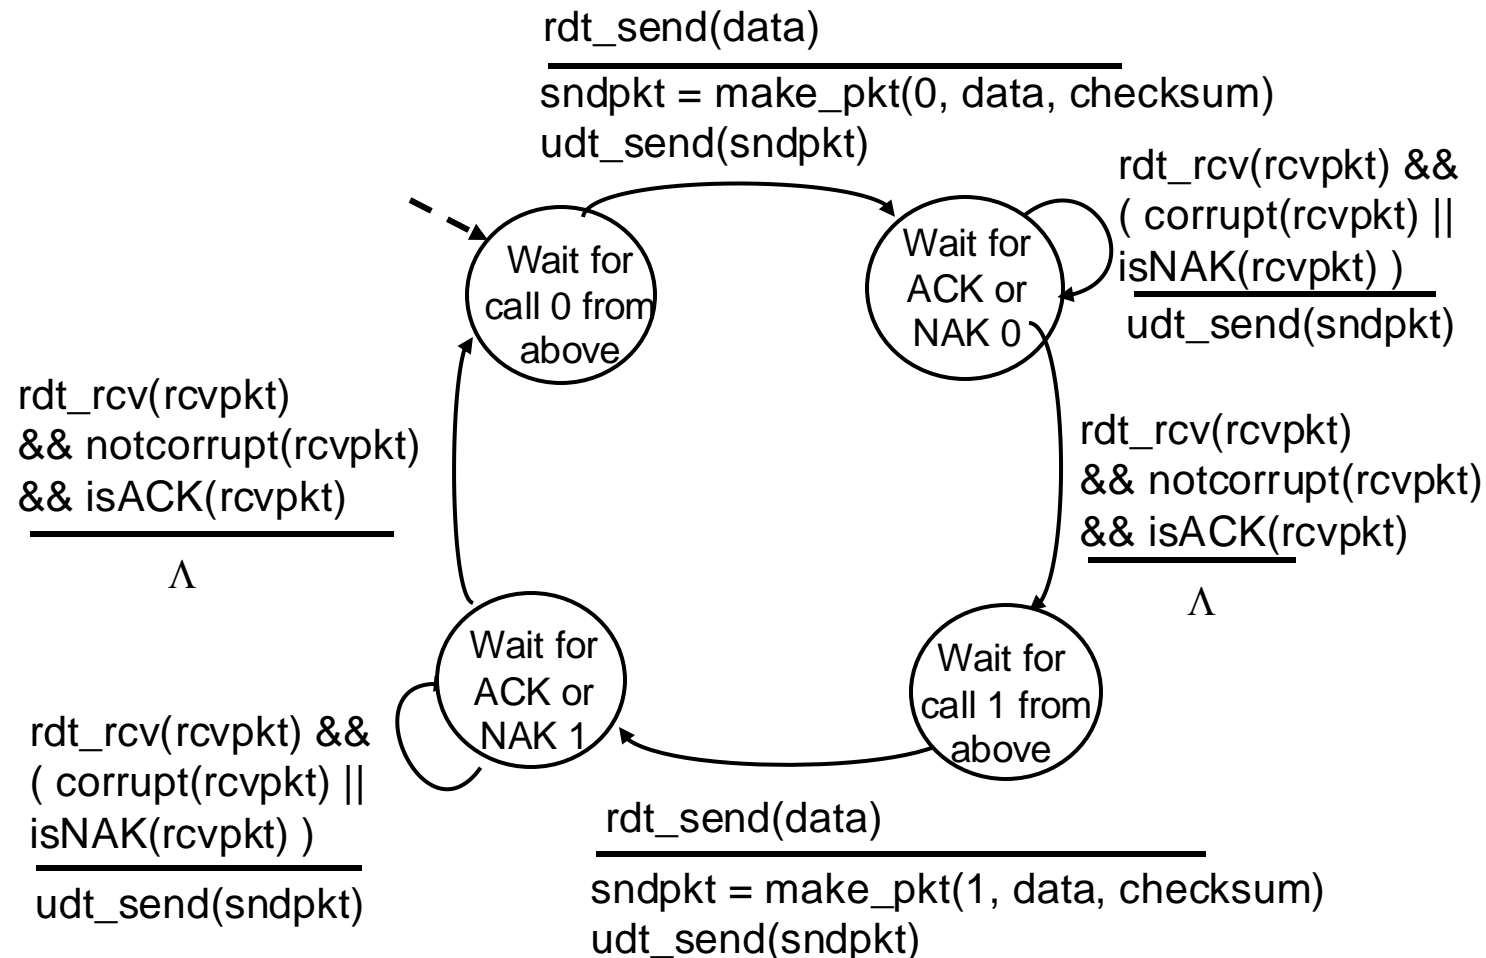 rdt_send(data)
sndpkt = make_pkt(0, data, checksum)
udt_send(sndpkt)
rdt_rcv(rcvpkt) &&
( corrupt(rcvpkt) ||
isNAK(rcvpkt) )
udt_send(sndpkt)
Wait for
call 0 from
above
Wait for
ACK or
NAK 0
rdt_rcv(rcvpkt)
&& notcorrupt(rcvpkt)
&& isACK(rcvpkt)
Λ
rdt_rcv(rcvpkt)
&& notcorrupt(rcvpkt)
&& isACK(rcvpkt)
Λ
Wait for
ACK or
NAK 1
Wait for
call 1 from
above
rdt_rcv(rcvpkt) &&
( corrupt(rcvpkt) ||
isNAK(rcvpkt) )
udt_send(sndpkt)
rdt_send(data)
sndpkt = make_pkt(1, data, checksum)
udt_send(sndpkt)